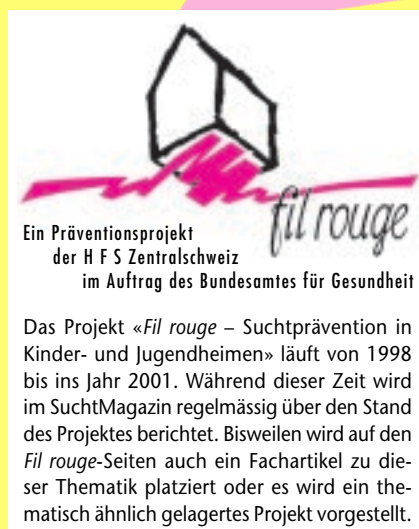 fil rouge
Ein Präventionsprojekt
der H F S Zentralschweiz
im Auftrag des Bundesamtes für Gesundheit
Das Projekt «Fil rouge – Suchtprävention in
Kinder- und Jugendheimen» läuft von 1998
bis ins Jahr 2001. Während dieser Zeit wird
im SuchtMagazin regelmässig über den Stand
des Projektes berichtet. Bisweilen wird auf den
Fil rouge-Seiten auch ein Fachartikel zu die-
ser Thematik platziert oder es wird ein the-
matisch ähnlich gelagertes Projekt vorgestellt.